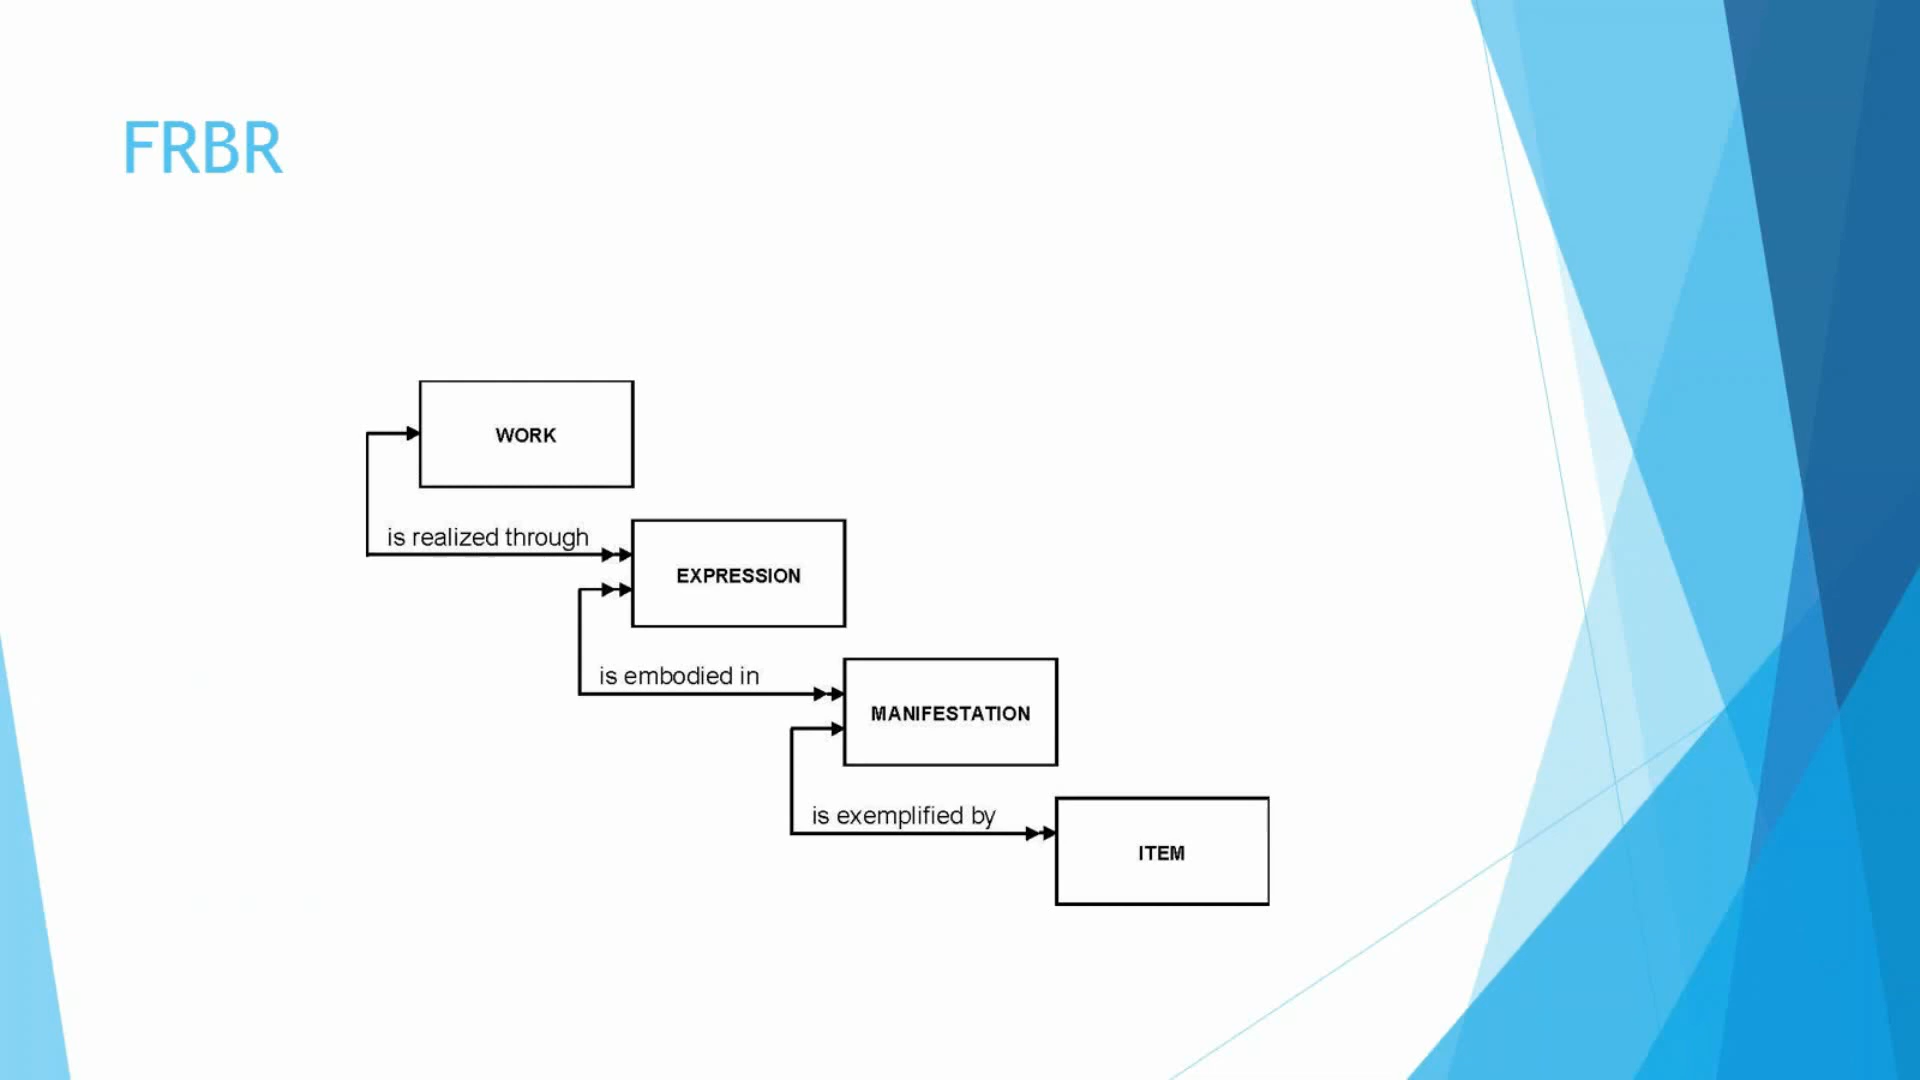 FRBR
WORK
is realized through
EXPRESSION
is embodied in
MANIFESTATION
is exemplified by
ITEM